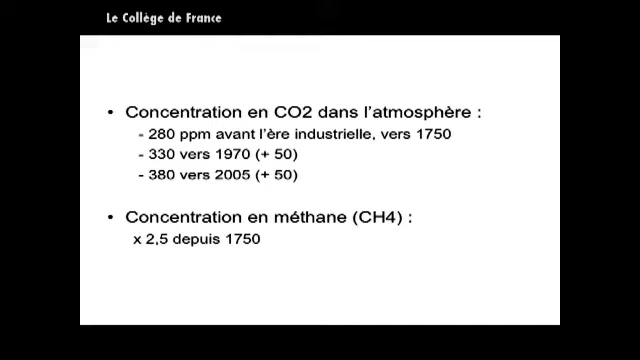 Le Collège de France
• Concentration en CO2 dans l'atmosphère :
- 280 ppm avant l'ère industrielle, vers 1750
- 330 vers 1970 (+ 50)
- 380 vers 2005 (+ 50)
• Concentration en méthane (CH4) :
x 2,5 depuis 1750